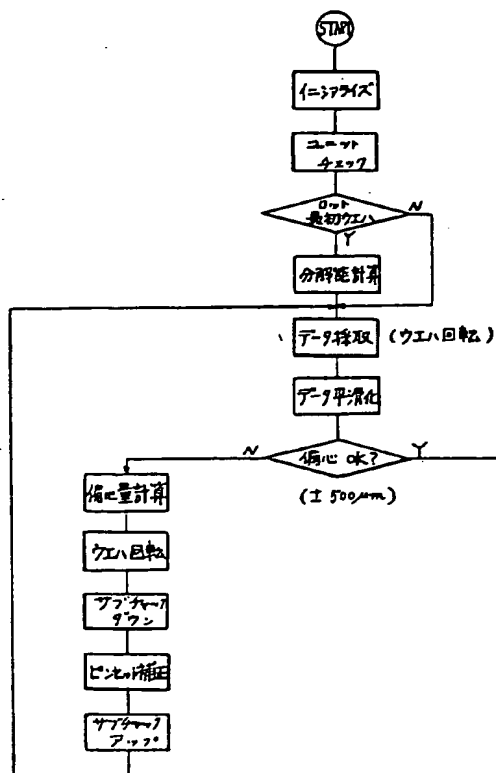 START
イニシアライズ
ユニット
チェック
ロット
最初ウエハ
N
Y
分解距計算
データ採取
(ウエハ回転)
データ平滑化
偏心 OK?
N
Y
(±500μm)
偏心量計算
ウエハ回転
サブチャック
ダウン
ピンセット補正
サブチャック
アップ